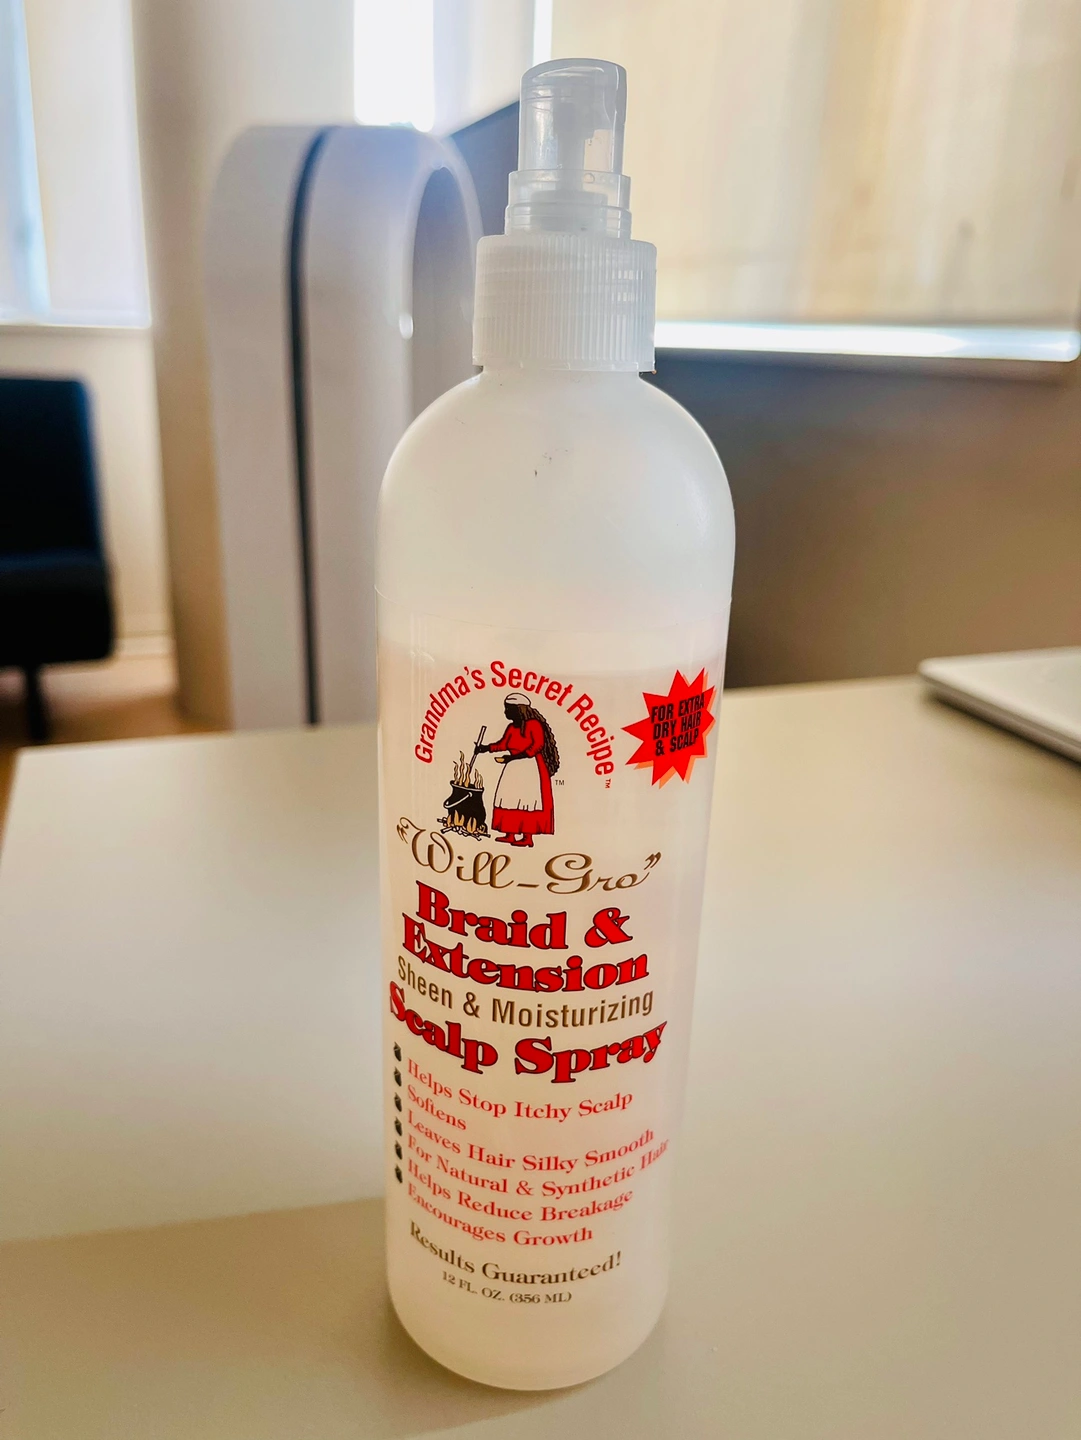 Grandma's Secret Recipe™
FOR EXTRA
DRY HAIR
& SCALP
TM
"Will-Gro"
Braid &
Extension
Sheen & Moisturizing
Scalp Spray
Helps Stop Itchy Scalp
Softens
Leaves Hair Silky Smooth
For Natural & Synthetic Hair
Helps Reduce Breakage
Encourages Growth
Results Guaranteed!
12 FL. OZ. (356 ML)